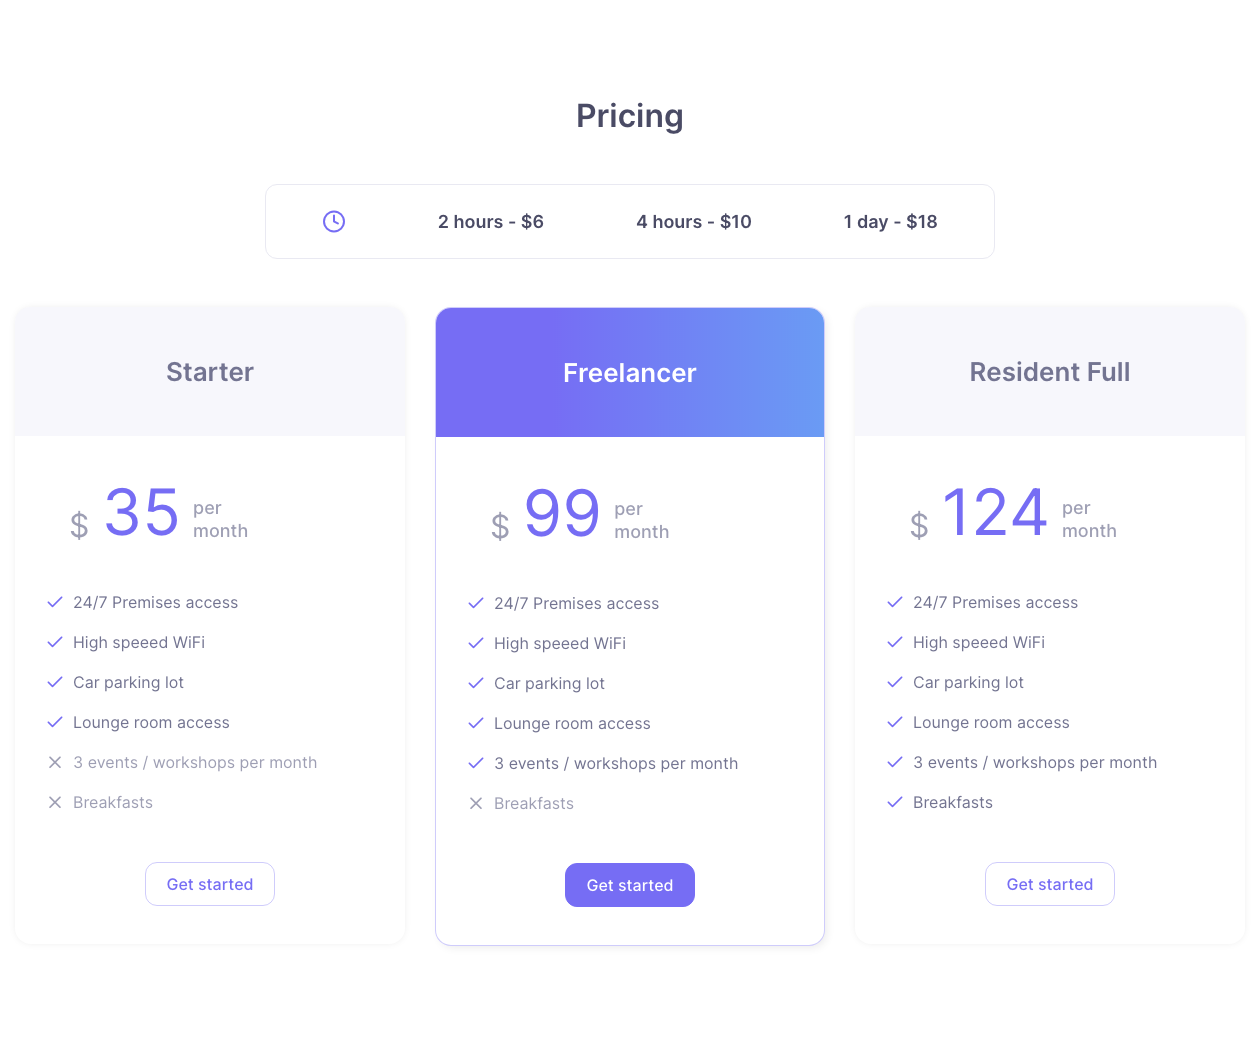 Pricing
2 hours - $6
4 hours - $10
1 day - $18
Starter
$ 35 per
month
24/7 Premises access
High speeed WiFi
Car parking lot
Lounge room access
3 events / workshops per month
Breakfasts
Get started
Freelancer
$ 99 per
month
24/7 Premises access
High speeed WiFi
Car parking lot
Lounge room access
3 events / workshops per month
Breakfasts
Get started
Resident Full
$ 124 per
month
24/7 Premises access
High speeed WiFi
Car parking lot
Lounge room access
3 events / workshops per month
Breakfasts
Get started